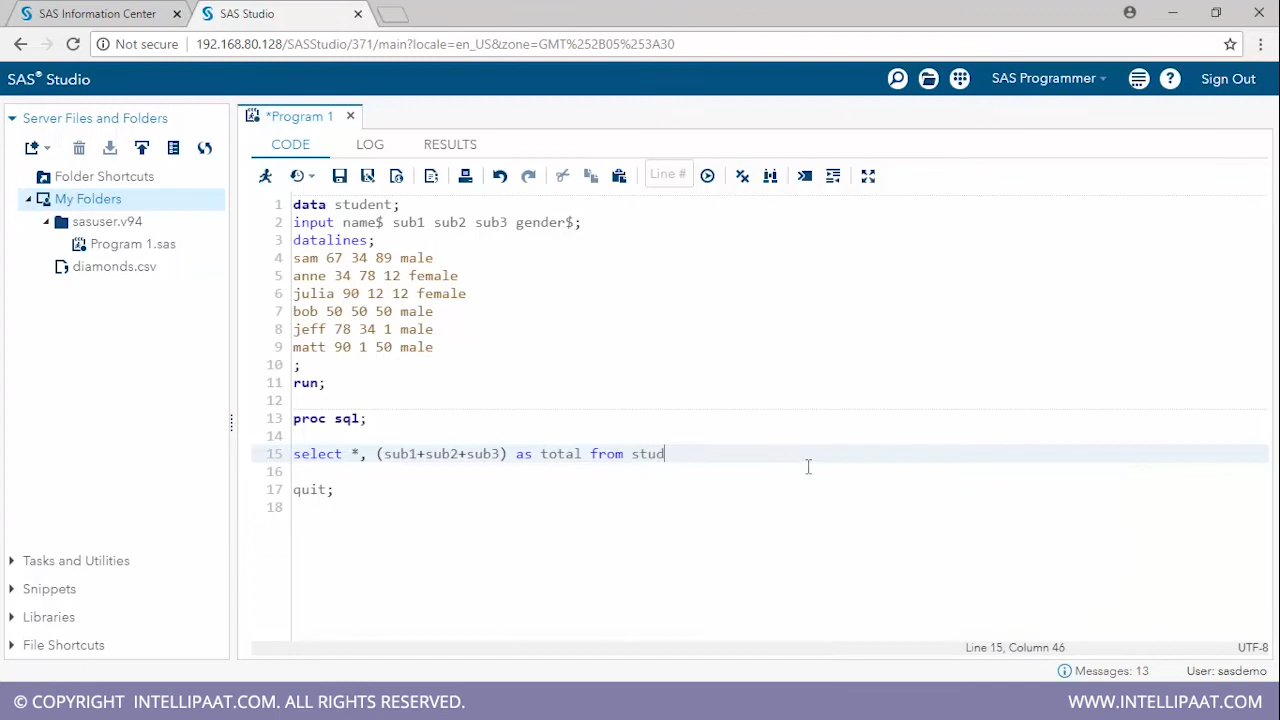 SAS Information Center
SAS Studio
Not secure
192.168.80.128/SASStudio/371/main?locale=en_US&zone=GMT%252B05%253A30
SAS® Studio
SAS Programmer
Sign Out
Server Files and Folders
Folder Shortcuts
My Folders
sasuser.v94
Program 1.sas
diamonds.csv
Tasks and Utilities
Snippets
Libraries
File Shortcuts
*Program 1
CODE LOG RESULTS
Line #
1 data student;
2 input name$ sub1 sub2 sub3 gender$;
3 datalines;
4 sam 67 34 89 male
5 anne 34 78 12 female
6 julia 90 12 12 female
7 bob 50 50 50 male
8 jeff 78 34 1 male
9 matt 90 1 50 male
10 ;
11 run;
12
13 proc sql;
14
15 select *, (sub1+sub2+sub3) as total from stud
16
17 quit;
18
Line 15, Column 46
UTF-8
Messages: 13
User: sasdemo
© COPYRIGHT INTELLIPAAT.COM. ALL RIGHTS RESERVED.
WWW.INTELLIPAAT.COM